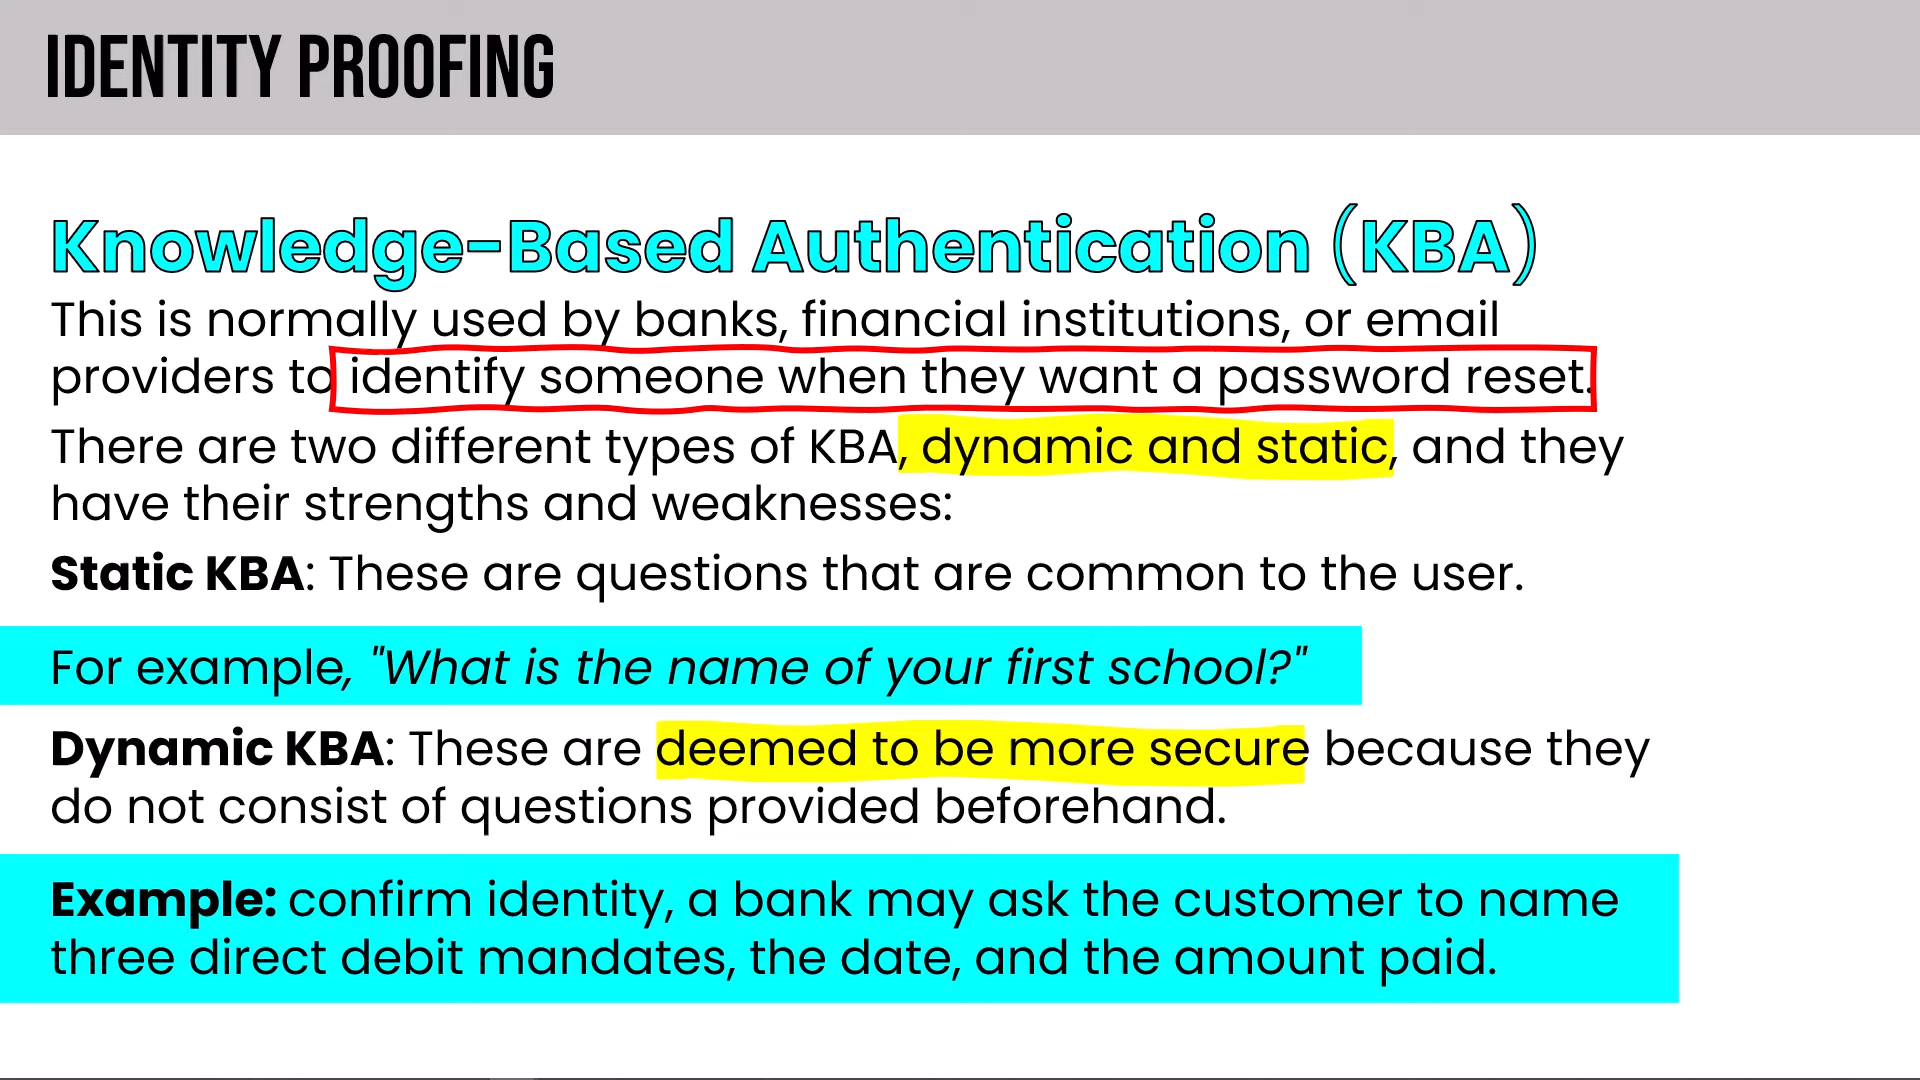 IDENTITY PROOFING
Knowledge-Based Authentication (KBA)
This is normally used by banks, financial institutions, or email
providers to identify someone when they want a password reset.
There are two different types of KBA, dynamic and static, and they
have their strengths and weaknesses:
Static KBA: These are questions that are common to the user.
For example, "What is the name of your first school?"
Dynamic KBA: These are deemed to be more secure because they
do not consist of questions provided beforehand.
Example: confirm identity, a bank may ask the customer to name
three direct debit mandates, the date, and the amount paid.